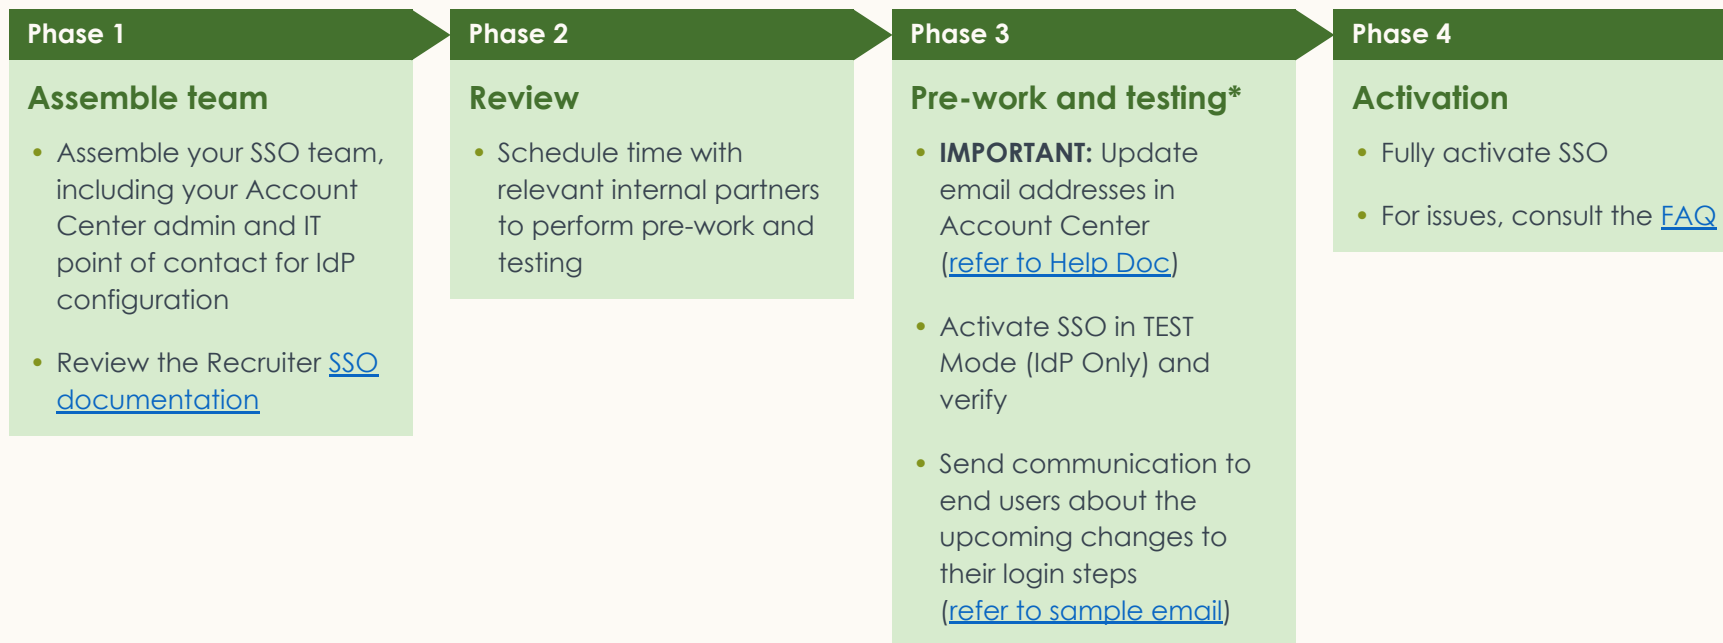 Phase 1
Assemble team
• Assemble your SSO team,
including your Account
Center admin and IT
point of contact for IdP
configuration
• Review the Recruiter SSO
documentation
Phase 2
Review
• Schedule time with
relevant internal partners
to perform pre-work and
testing
Phase 3
Pre-work and testing*
• IMPORTANT: Update
email addresses in
Account Center
(refer to Help Doc)
• Activate SSO in TEST
Mode (IdP Only) and
verify
• Send communication to
end users about the
upcoming changes to
their login steps
(refer to sample email)
Phase 4
Activation
• Fully activate SSO
• For issues, consult the FAQ